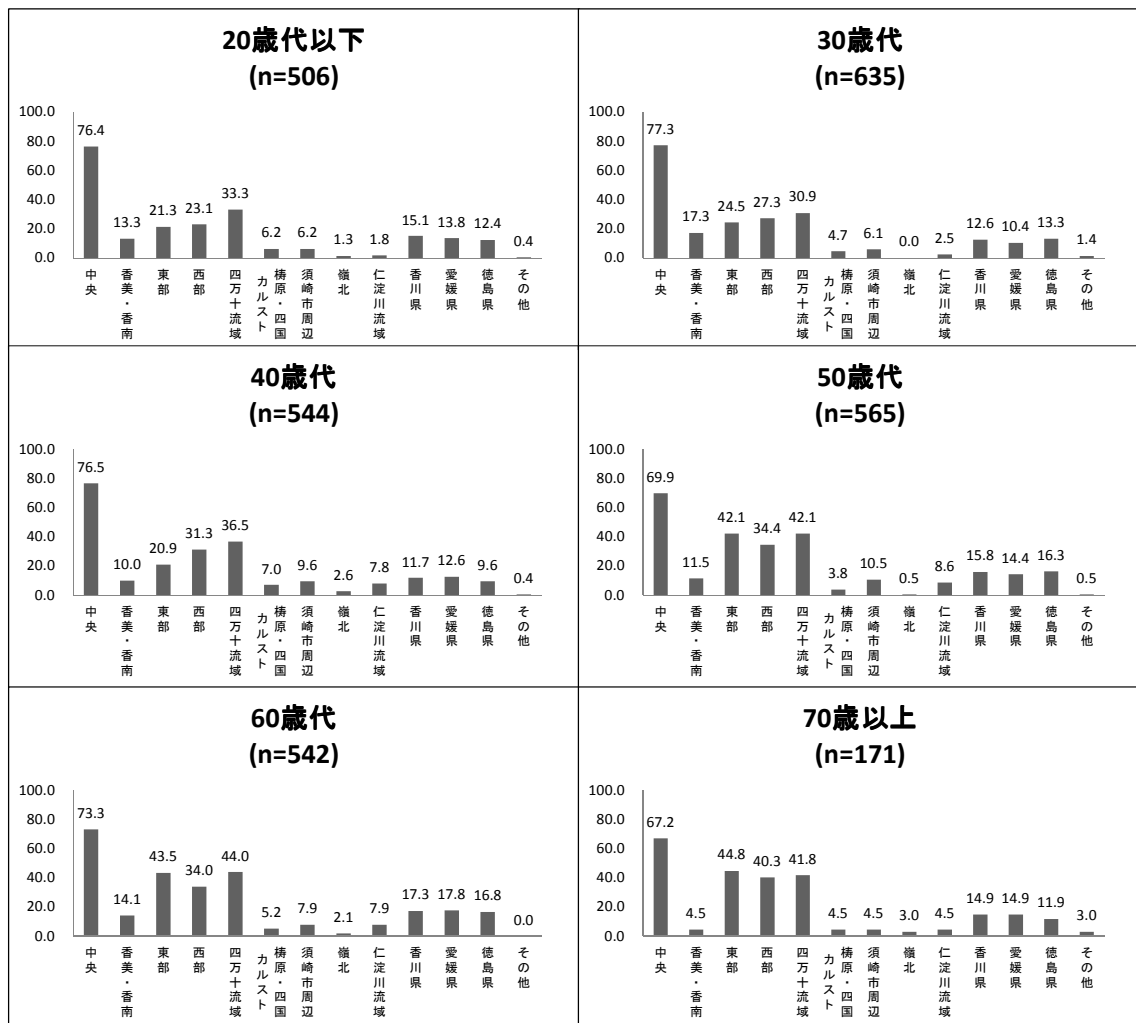 20歳代以下
(n=506)
100.0
80.0
60.0
40.0
20.0
0.0
76.4
13.3
21.3
23.1
33.3
6.2
6.2
1.3
1.8
15.1
13.8
12.4
0.4
中央
香美・香南
東部
西部
四万十流域
梼原・四国
カルスト
須崎市周辺
嶺北
仁淀川流域
香川県
愛媛県
徳島県
その他
30歳代
(n=635)
100.0
80.0
60.0
40.0
20.0
0.0
77.3
17.3
24.5
27.3
30.9
4.7
6.1
0.0
2.5
12.6
10.4
13.3
1.4
中央
香美・香南
東部
西部
四万十流域
梼原・四国
カルスト
須崎市周辺
嶺北
仁淀川流域
香川県
愛媛県
徳島県
その他
40歳代
(n=544)
100.0
80.0
60.0
40.0
20.0
0.0
76.5
10.0
20.9
31.3
36.5
7.0
9.6
2.6
7.8
11.7
12.6
9.6
0.4
中央
香美・香南
東部
西部
四万十流域
梼原・四国
カルスト
須崎市周辺
嶺北
仁淀川流域
香川県
愛媛県
徳島県
その他
50歳代
(n=565)
100.0
80.0
60.0
40.0
20.0
0.0
69.9
11.5
42.1
34.4
42.1
3.8
10.5
0.5
8.6
15.8
14.4
16.3
0.5
中央
香美・香南
東部
西部
四万十流域
梼原・四国
カルスト
須崎市周辺
嶺北
仁淀川流域
香川県
愛媛県
徳島県
その他
60歳代
(n=542)
100.0
80.0
60.0
40.0
20.0
0.0
73.3
14.1
43.5
34.0
44.0
5.2
7.9
2.1
7.9
17.3
17.8
16.8
0.0
中央
香美・香南
東部
西部
四万十流域
梼原・四国
カルスト
須崎市周辺
嶺北
仁淀川流域
香川県
愛媛県
徳島県
その他
70歳以上
(n=171)
100.0
80.0
60.0
40.0
20.0
0.0
67.2
4.5
44.8
40.3
41.8
4.5
4.5
3.0
4.5
14.9
14.9
11.9
3.0
中央
香美・香南
東部
西部
四万十流域
梼原・四国
カルスト
須崎市周辺
嶺北
仁淀川流域
香川県
愛媛県
徳島県
その他